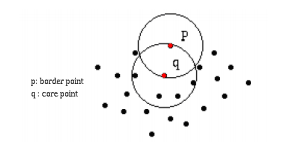 p
q
p: border point
q : core point